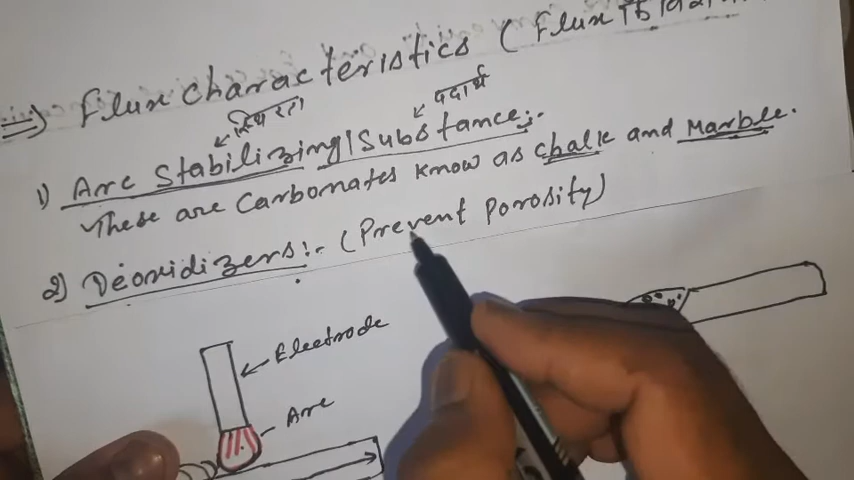 => Flux characteristics ( Flux
स्थिरता पदार्थ
1) Arc Stabilizing/Substance:-
These are Carbonates know as chalk and Marble.
2) Deoxidizers:- (Prevent Porosity)
Electrode
Arc